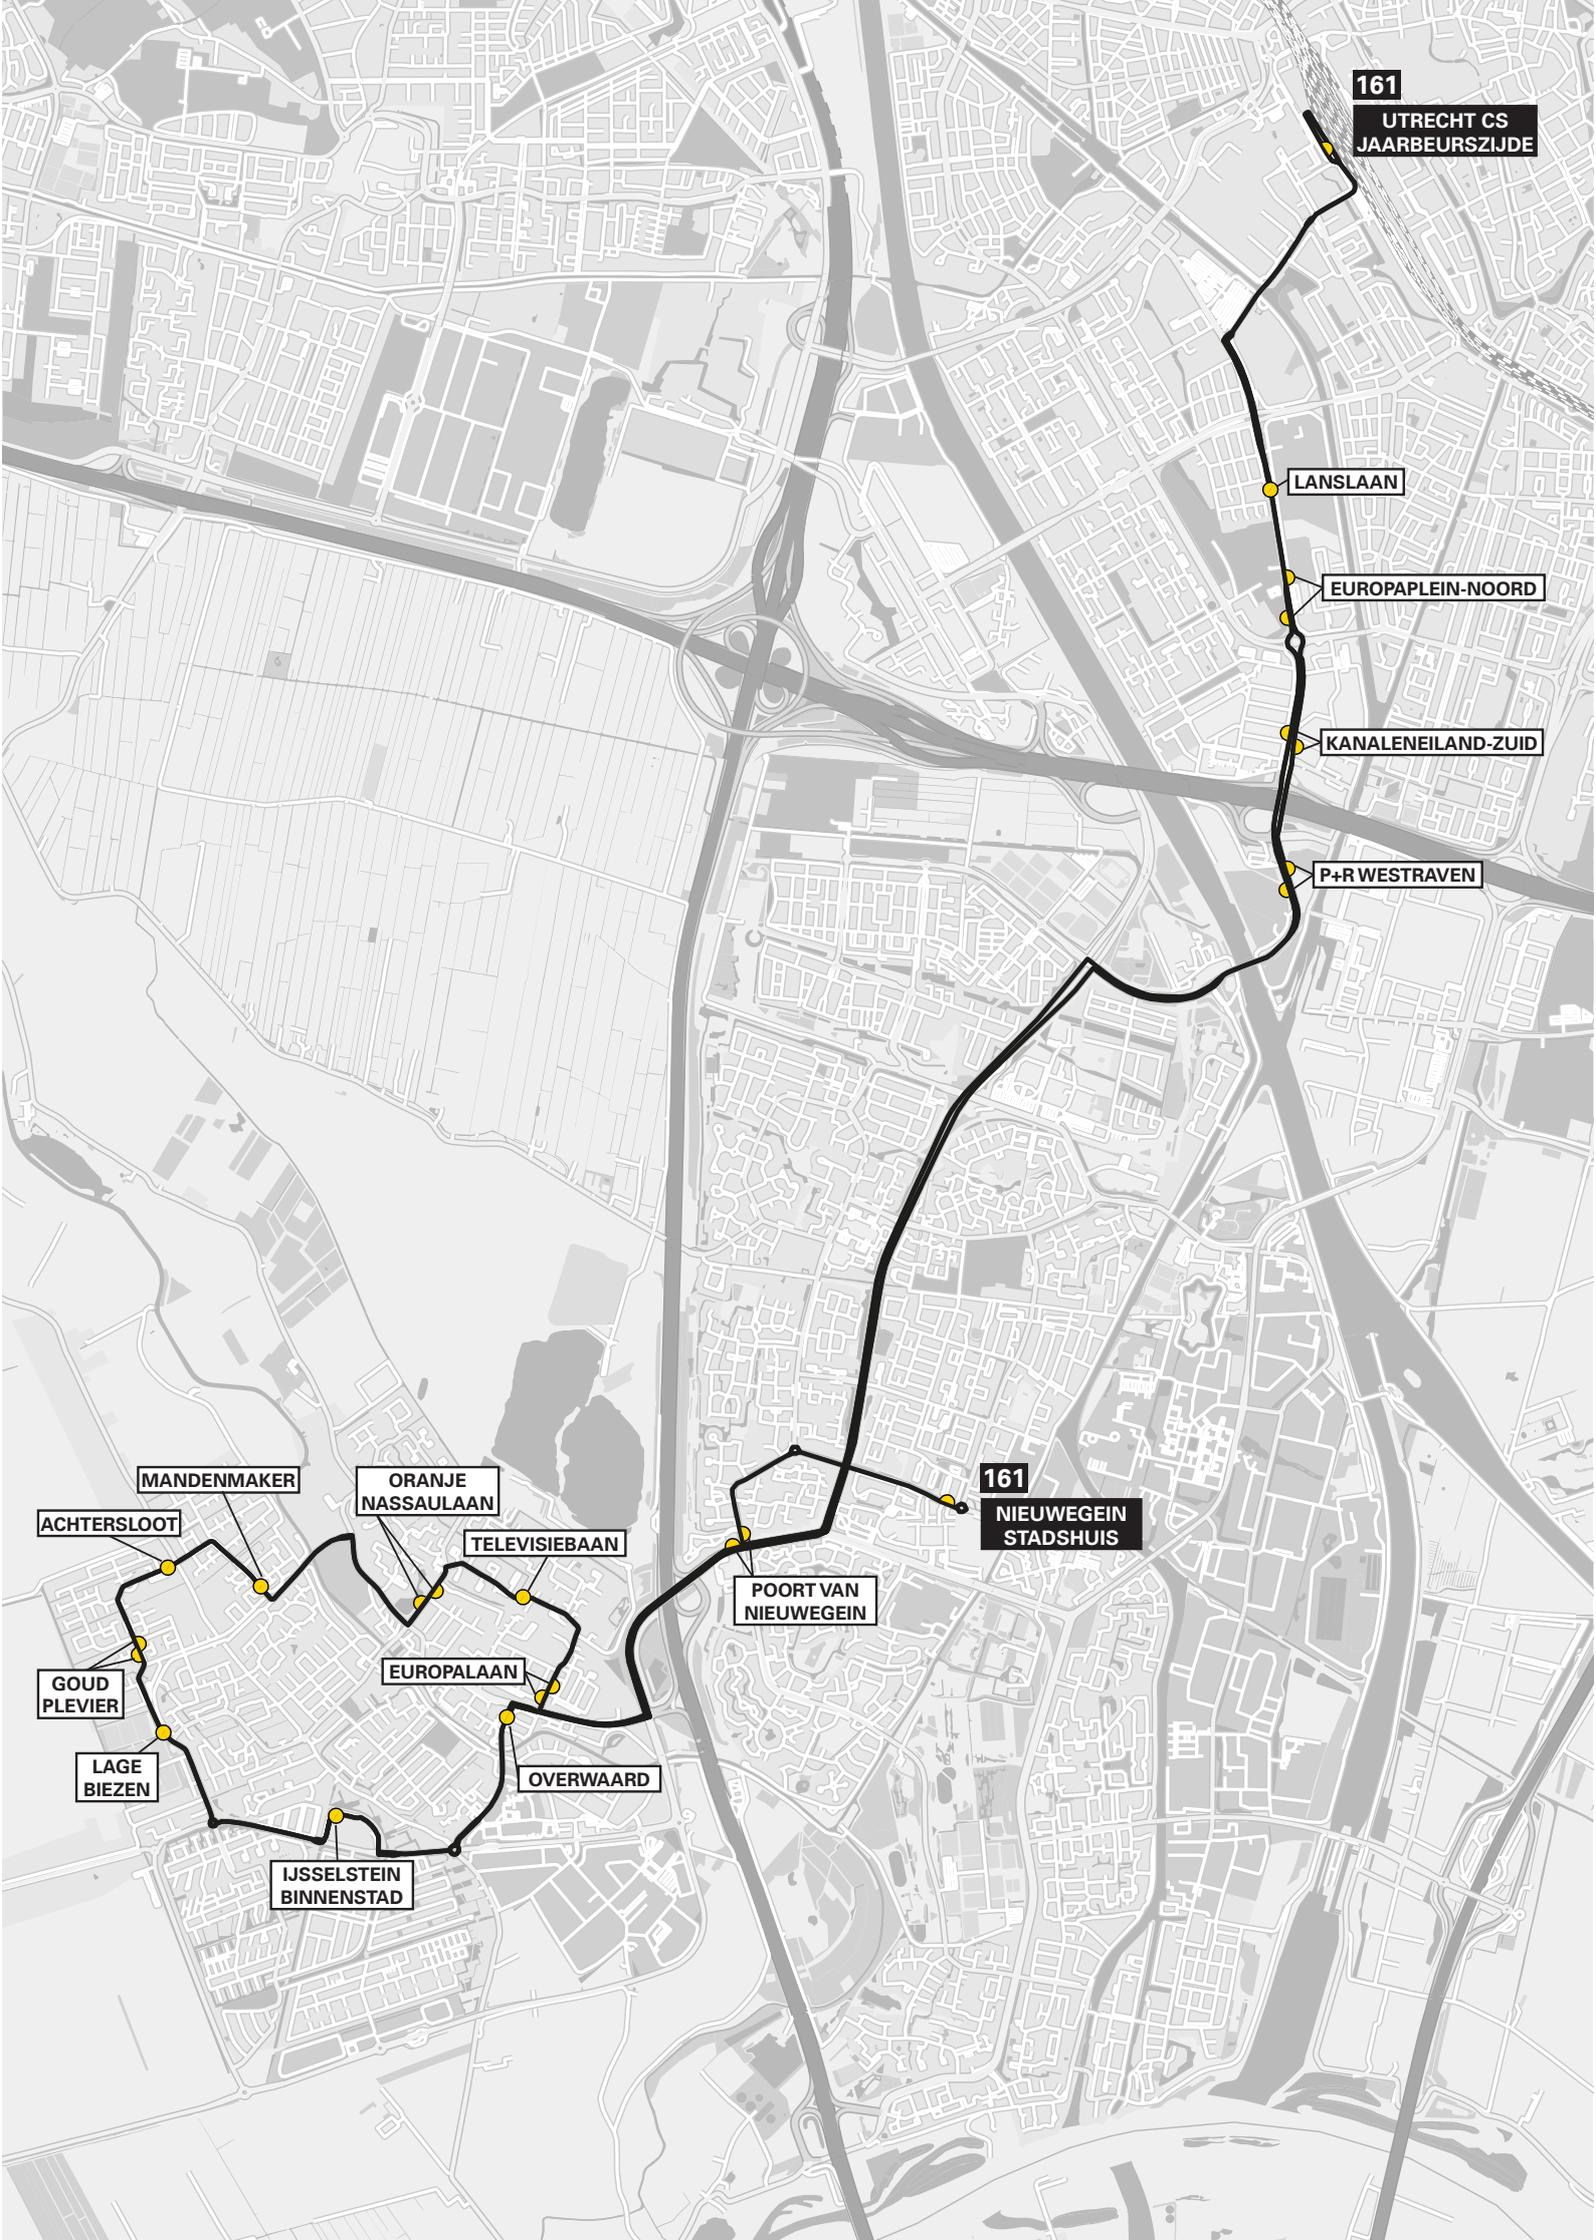 161
UTRECHT CS
JAARBEURSZIJDE
LANSLAAN
EUROPAPLEIN-NOORD
KANALENEILAND-ZUID
P+R WESTRAVEN
161
NIEUWEGEIN
STADSHUIS
MANDENMAKER
ORANJE
NASSAULAAN
ACHTERSLOOT
TELEVISIEBAAN
POORT VAN
NIEUWEGEIN
EUROPALAAN
GOUD
PLEVIER
LAGE
BIEZEN
OVERWAARD
IJSSELSTEIN
BINNENSTAD